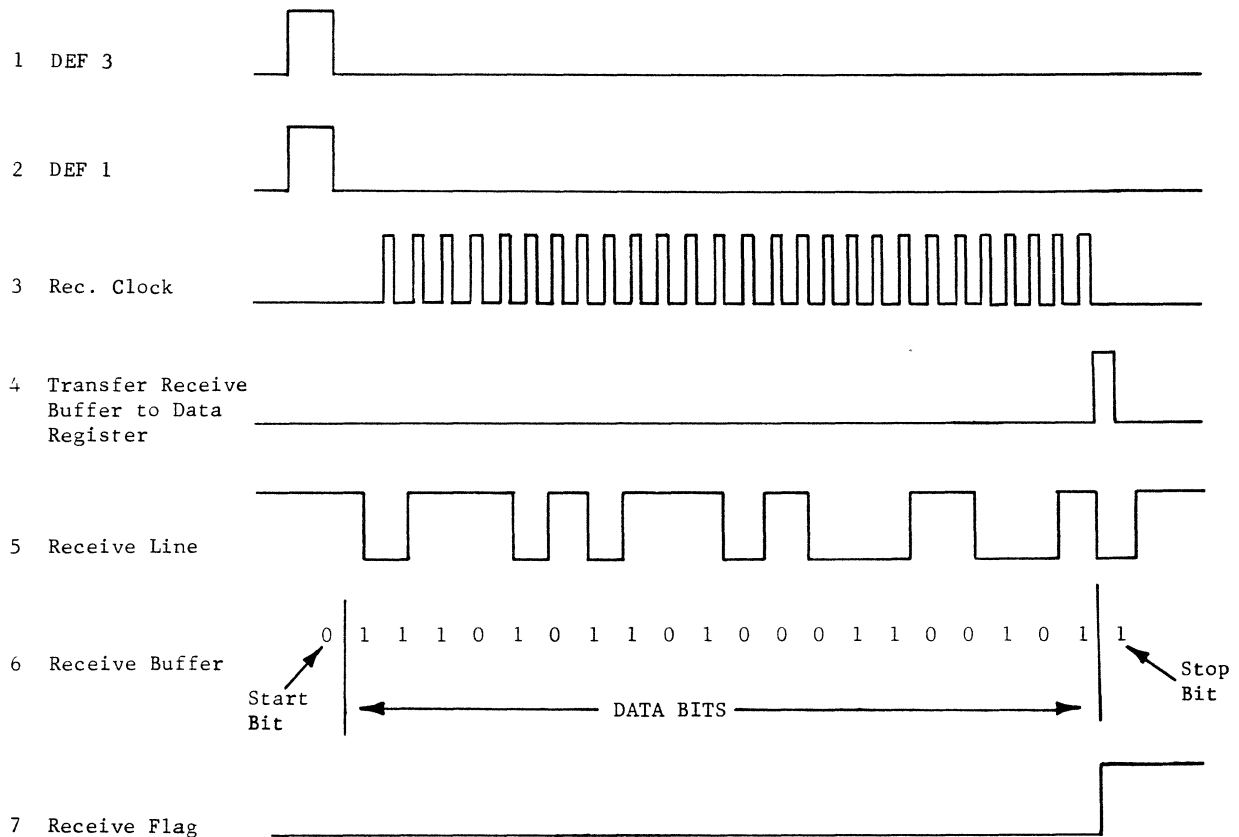 1 DEF 3
2 DEF 1
3 Rec. Clock
4 Transfer Receive
Buffer to Data
Register
5 Receive Line
0 1 1 1 0 1 0 1 1 0 1 0 0 0 1 1 0 0 1 0 1 1
6 Receive Buffer
Start
Bit
DATA BITS
Stop
Bit
7 Receive Flag